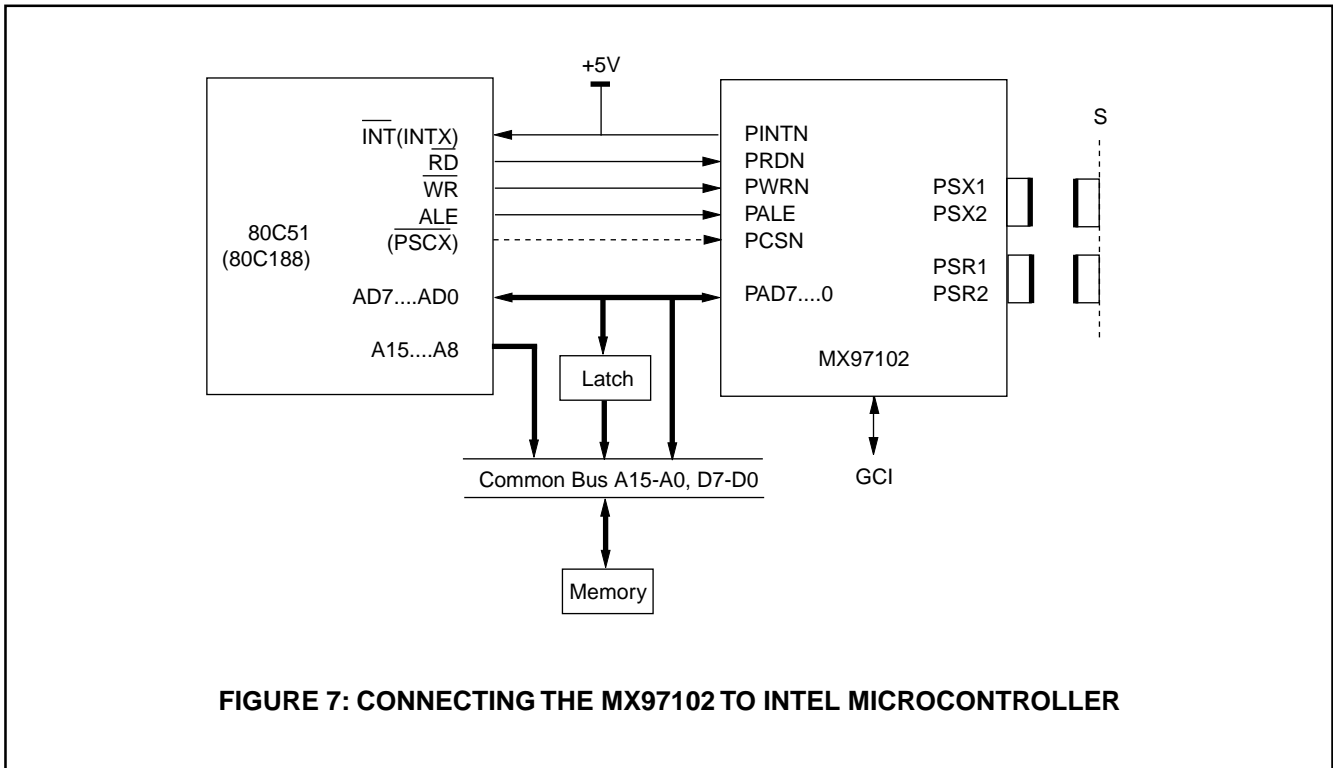 +5V
INT(INTX)
RD
WR
ALE
(PSCX)
80C51
(80C188)
AD7....AD0
A15....A8
PINTN
PRDN
PWRN
PALE
PCSN
PAD7....0
PSX1
PSX2
PSR1
PSR2
MX97102
S
Latch
Common Bus A15-A0, D7-D0
GCI
Memory
FIGURE 7: CONNECTING THE MX97102 TO INTEL MICROCONTROLLER